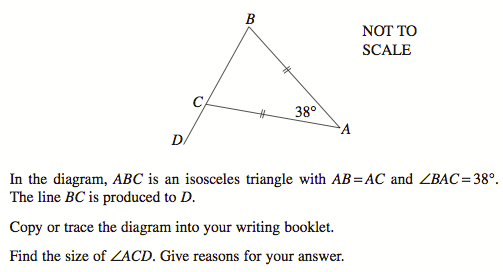 B
NOT TO
SCALE
C
38°
A
D
In the diagram, ABC is an isosceles triangle with AB=AC and ∠BAC=38°.
The line BC is produced to D.
Copy or trace the diagram into your writing booklet.
Find the size of ∠ACD. Give reasons for your answer.